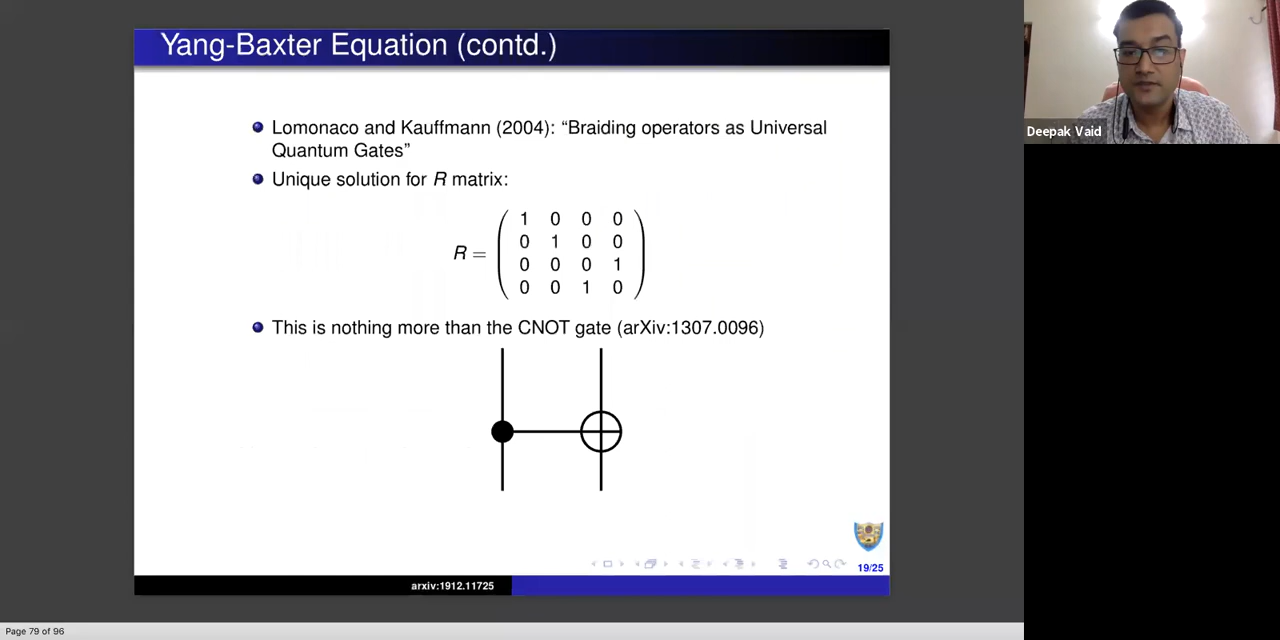 Yang-Baxter Equation (contd.)
Lomonaco and Kauffmann (2004): “Braiding operators as Universal
Quantum Gates”
Unique solution for R matrix:
R =
1 0 0 0
0 1 0 0
0 0 0 1
0 0 1 0
This is nothing more than the CNOT gate (arXiv:1307.0096)
19/25
arxiv:1912.11725
Page 79 of 96
Deepak Vaid